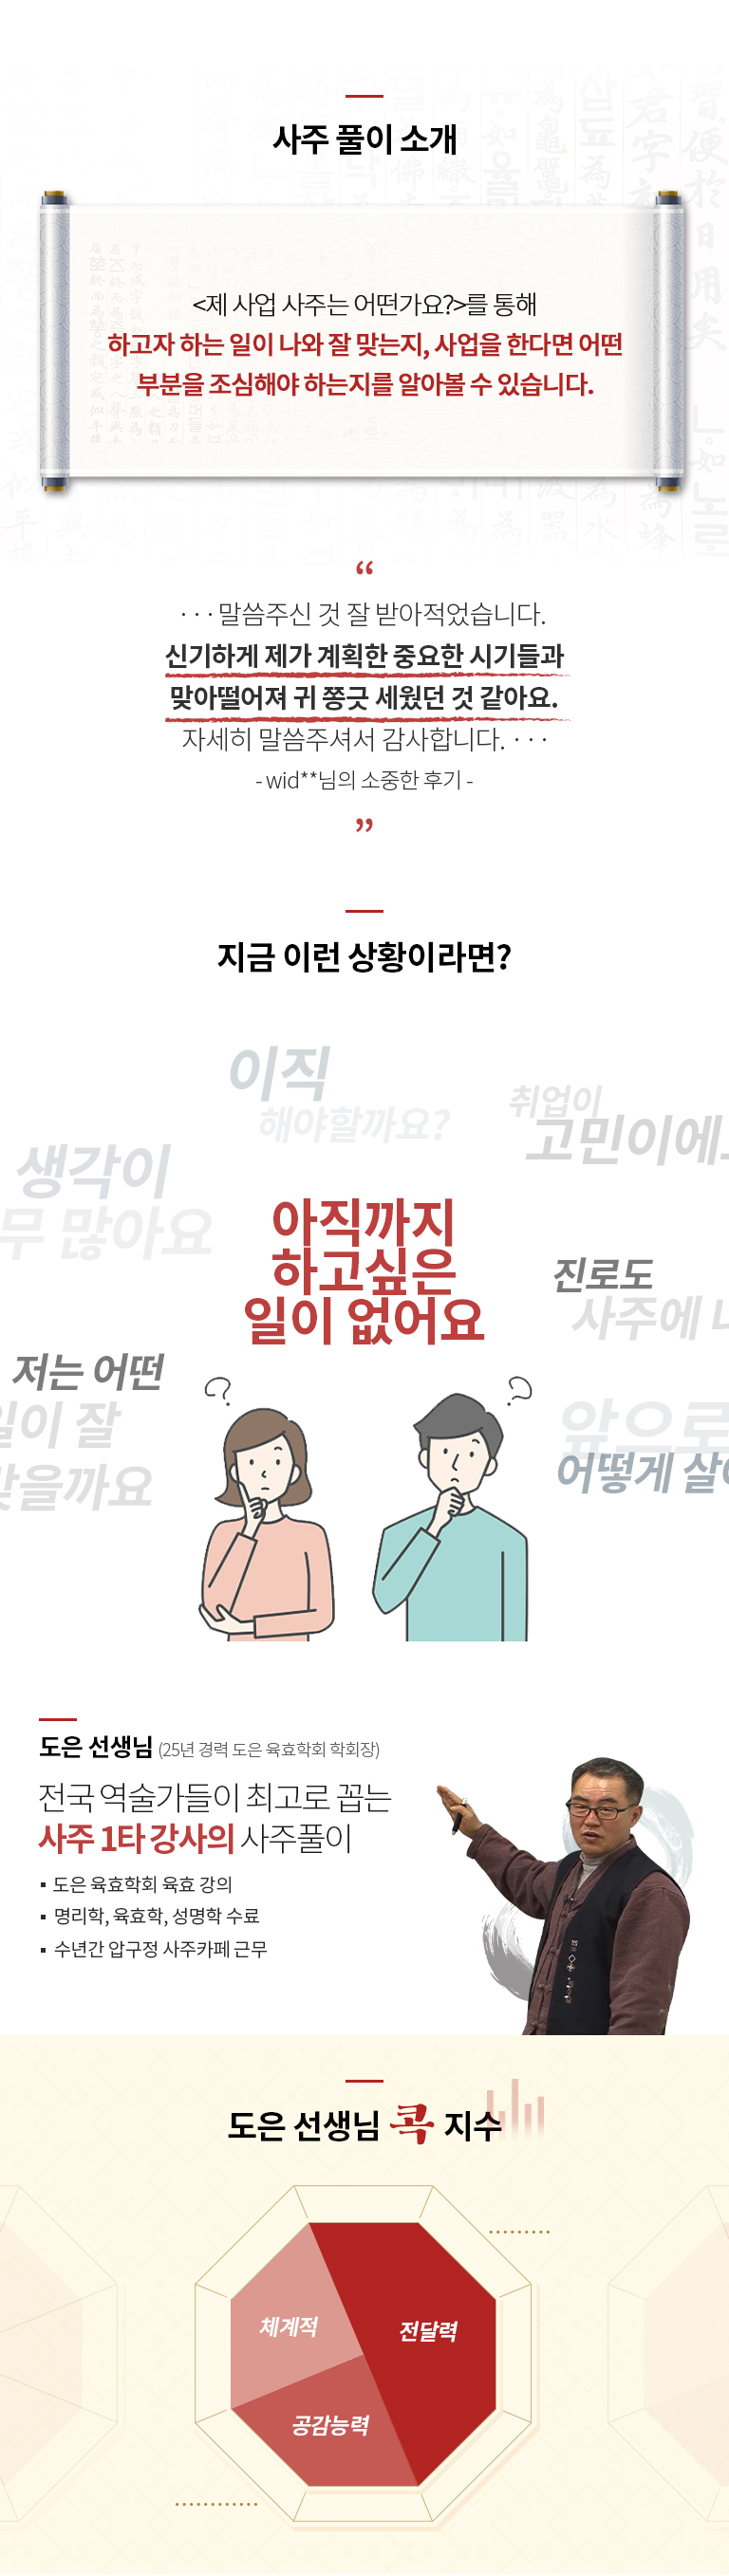 사주 풀이 소개
<제 사업 사주는 어떤가요?>를 통해
하고자 하는 일이 나와 잘 맞는지, 사업을 한다면 어떤
부분을 조심해야 하는지를 알아볼 수 있습니다.
“
· · · 말씀주신 것 잘 받아적었습니다.
신기하게 제가 계획한 중요한 시기들과
맞아떨어져 귀 쫑긋 세웠던 것 같아요.
자세히 말씀주셔서 감사합니다. · · ·
- wid**님의 소중한 후기 -
”
지금 이런 상황이라면?
이직
해야할까요?
취업이
고민이에
생각이
무 많아요
아직까지
하고싶은
일이 없어요
진로도
사주에
저는 어떤
일이 잘
맞을까요
앞으로
어떻게
도은 선생님 (25년 경력 도은 육효학회 학회장)
전국 역술가들이 최고로 꼽는
사주 1타 강사의 사주풀이
▪ 도은 육효학회 육효 강의
▪ 명리학, 육효학, 성명학 수료
▪ 수년간 압구정 사주카페 근무
도은 선생님 콕 지수
체계적
전달력
공감능력